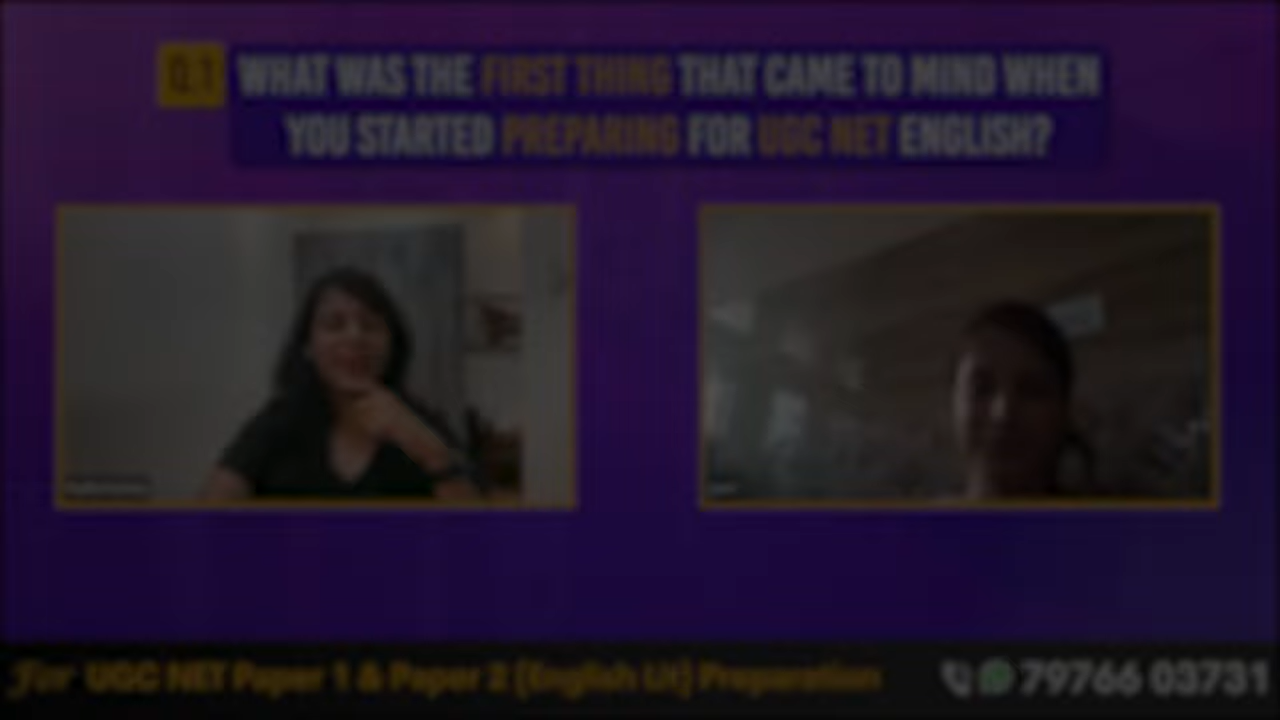 Q.1 WHAT WAS THE FIRST THING THAT CAME TO MIND WHEN
YOU STARTED PREPARING FOR UGC NET ENGLISH?
for UGC NET Paper 1 & Paper 2 (English Lit) Preparation
79766 03731